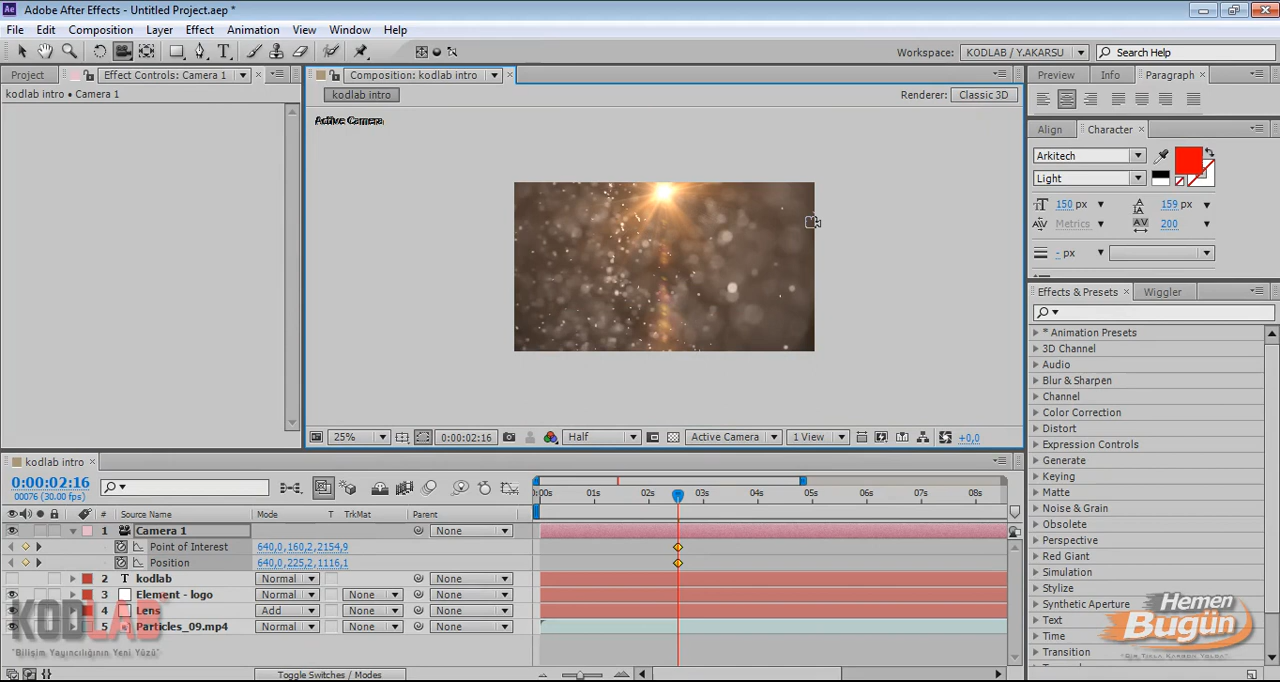 Adobe After Effects - Untitled Project.aep *
File Edit Composition Layer Effect Animation View Window Help
Workspace: KODLAB / Y.AKARSU Search Help
Project Effect Controls: Camera 1 Composition: kodlab intro Preview Info Paragraph
kodlab intro • Camera 1 kodlab intro Renderer: Classic 3D
Active Camera
Align Character
Arkitech
Light
150 px 159 px
Metrics 200
- px
Effects & Presets Wiggler
* Animation Presets
3D Channel
Audio
Blur & Sharpen
Channel
Color Correction
Distort
Expression Controls
Generate
Keying
Matte
Noise & Grain
Obsolete
Perspective
Red Giant
Simulation
Stylize
Synthetic Aperture
Text
Time
Transition
25% 0:00:02:16 Half Active Camera 1 View +0,0
kodlab intro
0:00:02:16
00076 (30.00 fps)
:00s 01s 02s 03s 04s 05s 06s 07s 08s
# Source Name Mode T TrkMat Parent
1 Camera 1 None
Point of Interest 640,0,160,2,2154,9
Position 640,0,225,2,1116,1
2 T kodlab Normal None
3 Element - logo Normal None None
4 Lens Add None None
5 Particles_09.mp4 Normal None None
KODLAB
"Bilişim Yayıncılığının Yeni Yüzü"
Hemen
Bugün
Toggle Switches / Modes